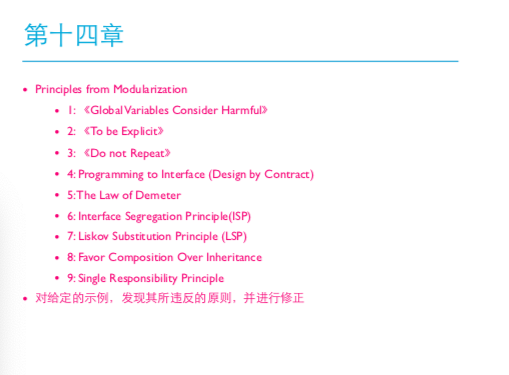 第十四章
• Principles from Modularization
• 1: 《Global Variables Consider Harmful》
• 2: 《To be Explicit》
• 3: 《Do not Repeat》
• 4: Programming to Interface (Design by Contract)
• 5: The Law of Demeter
• 6: Interface Segregation Principle(ISP)
• 7: Liskov Substitution Principle (LSP)
• 8: Favor Composition Over Inheritance
• 9: Single Responsibility Principle
• 对给定的示例，发现其所违反的原则，并进行修正